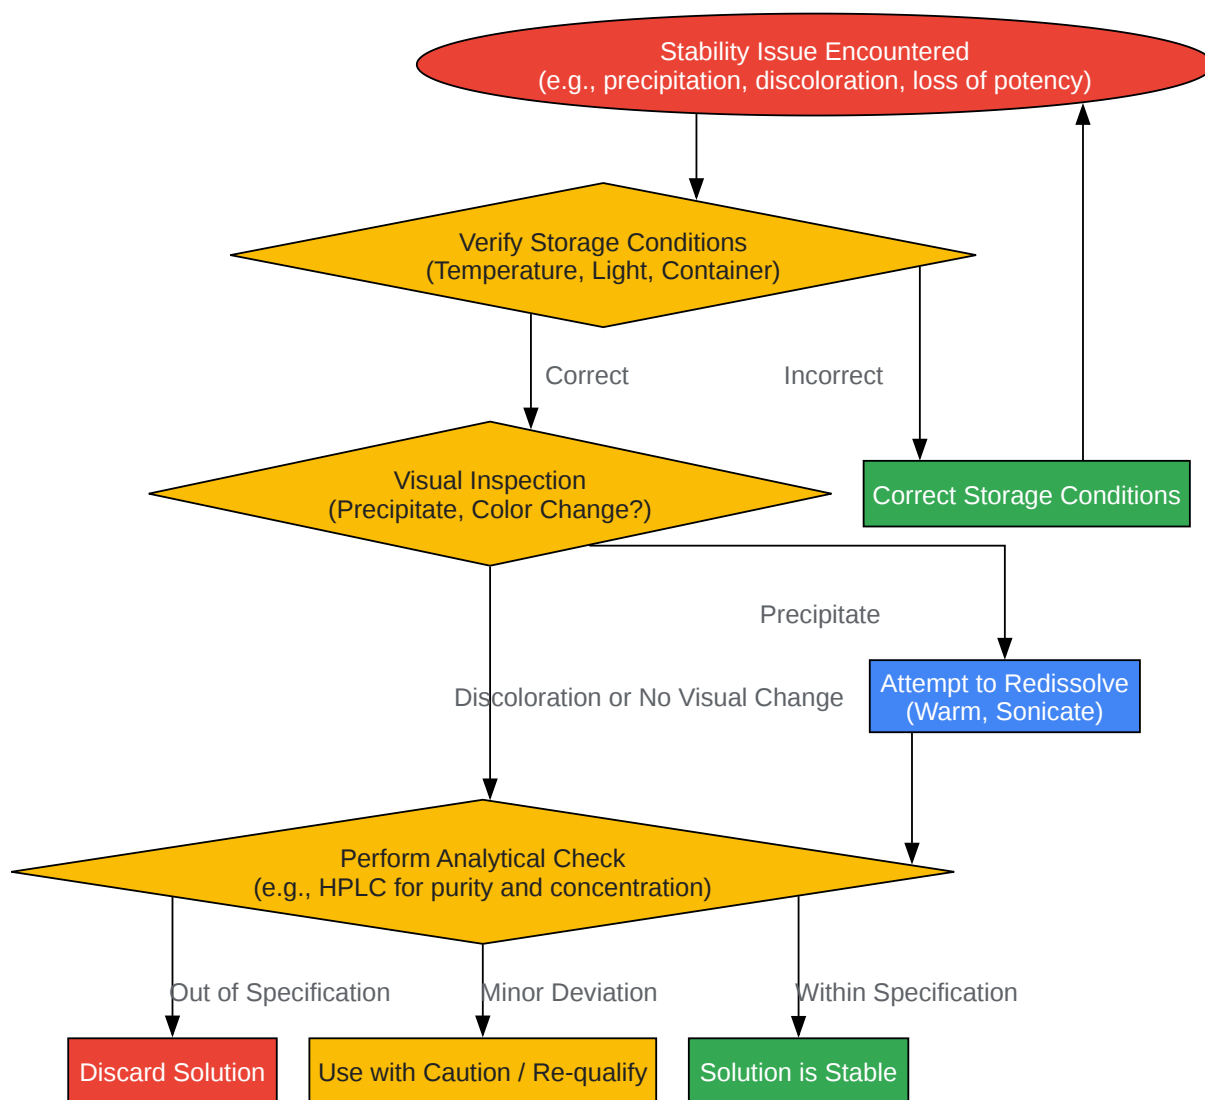 Stability Issue Encountered
(e.g., precipitation, discoloration, loss of potency)
Verify Storage Conditions
(Temperature, Light, Container)
Correct
Incorrect
Visual Inspection
(Precipitate, Color Change?)
Correct Storage Conditions
Precipitate
Discoloration or No Visual Change
Attempt to Redissolve
(Warm, Sonicate)
Perform Analytical Check
(e.g., HPLC for purity and concentration)
Out of Specification
Minor Deviation
Within Specification
Discard Solution
Use with Caution / Re-qualify
Solution is Stable